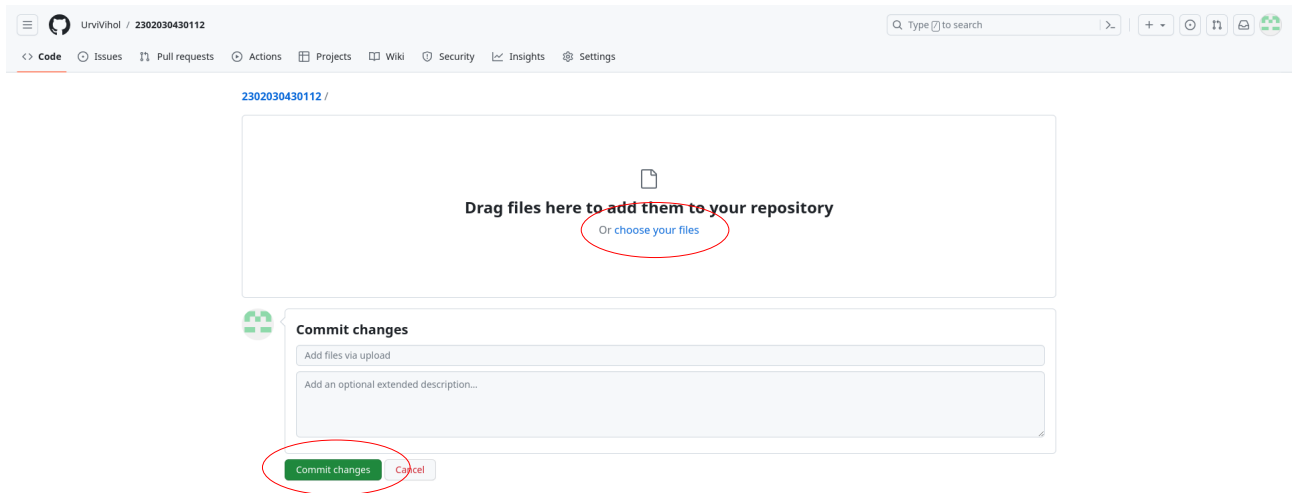 UrviVihol / 2302030430112
Type / to search
Code Issues Pull requests Actions Projects Wiki Security Insights Settings
2302030430112 /
Drag files here to add them to your repository
Or choose your files
Commit changes
Add files via upload
Add an optional extended description...
Commit changes Cancel